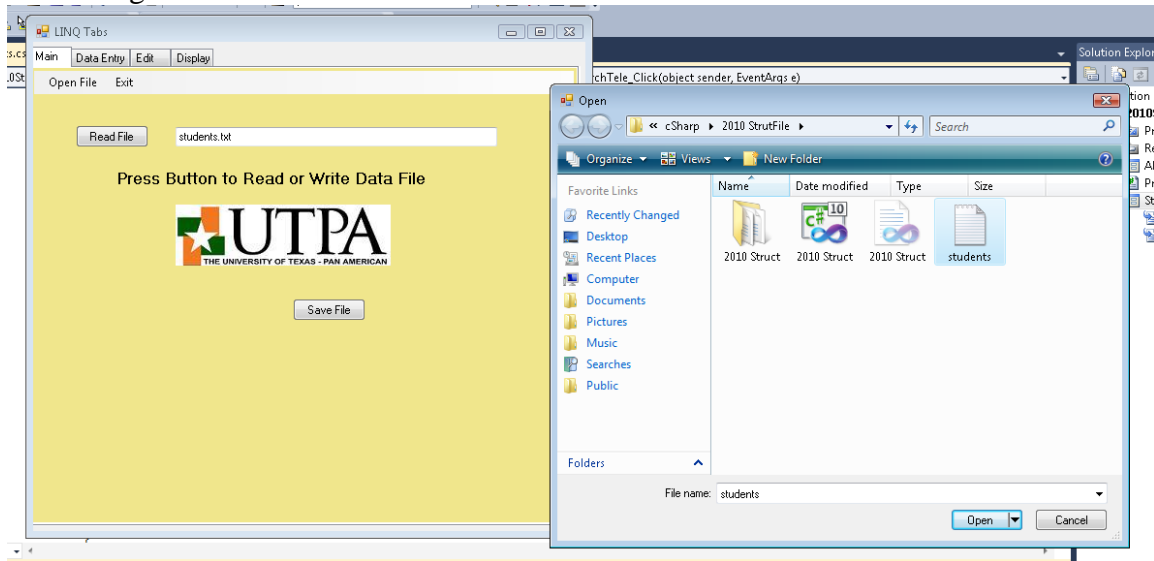 LINQ Tabs
Main Data Entry Edit Display
Open File Exit
Read File students.txt
Press Button to Read or Write Data File
UTPA
THE UNIVERSITY OF TEXAS - PAN AMERICAN
Save File
chTele_Click(object sender, EventArgs e)
Solution Explor
Open
« cSharp ▸ 2010 StrutFile ▸ Search
Organize Views New Folder
Favorite Links
Recently Changed
Desktop
Recent Places
Computer
Documents
Pictures
Music
Searches
Public
Folders
Name Date modified Type Size
C# 10
2010 Struct 2010 Struct 2010 Struct students
File name: students
Open Cancel